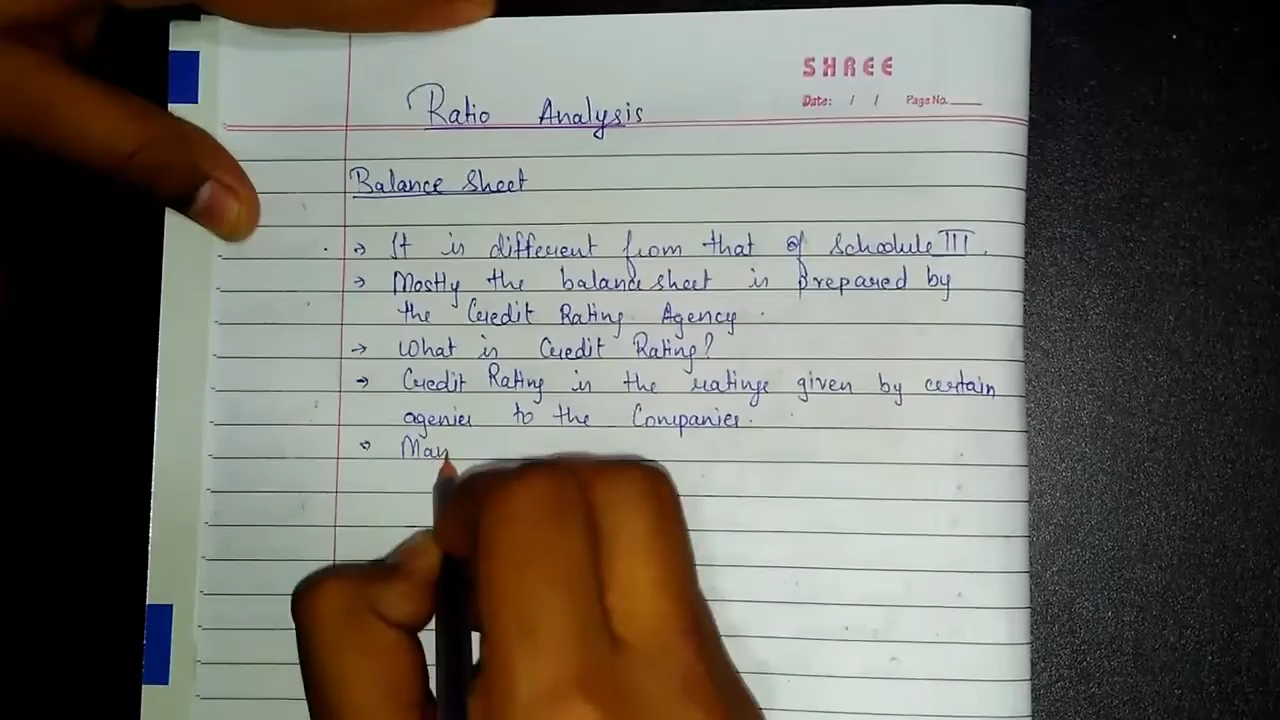 SHREE
Date: / / Page No.
Ratio Analysis
Balance Sheet
→ It is different from that of Schedule III.
→ Mostly the balance sheet is prepared by
the Credit Rating Agency.
→ What is Credit Rating?
→ Credit Rating is the ratings given by certain
agenies to the Companies.
→ Many